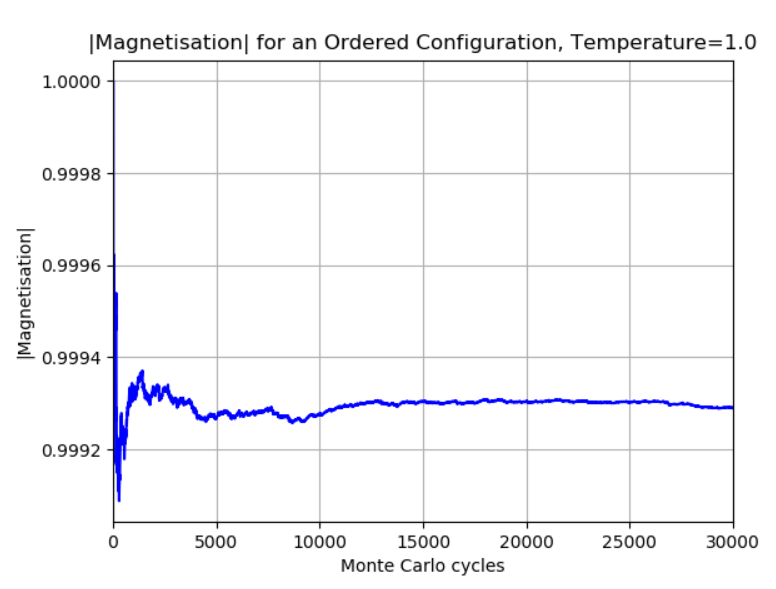 |Magnetisation| for an Ordered Configuration, Temperature=1.0
1.0000
0.9998
0.9996
0.9994
0.9992
|Magnetisation|
0 5000 10000 15000 20000 25000 30000
Monte Carlo cycles